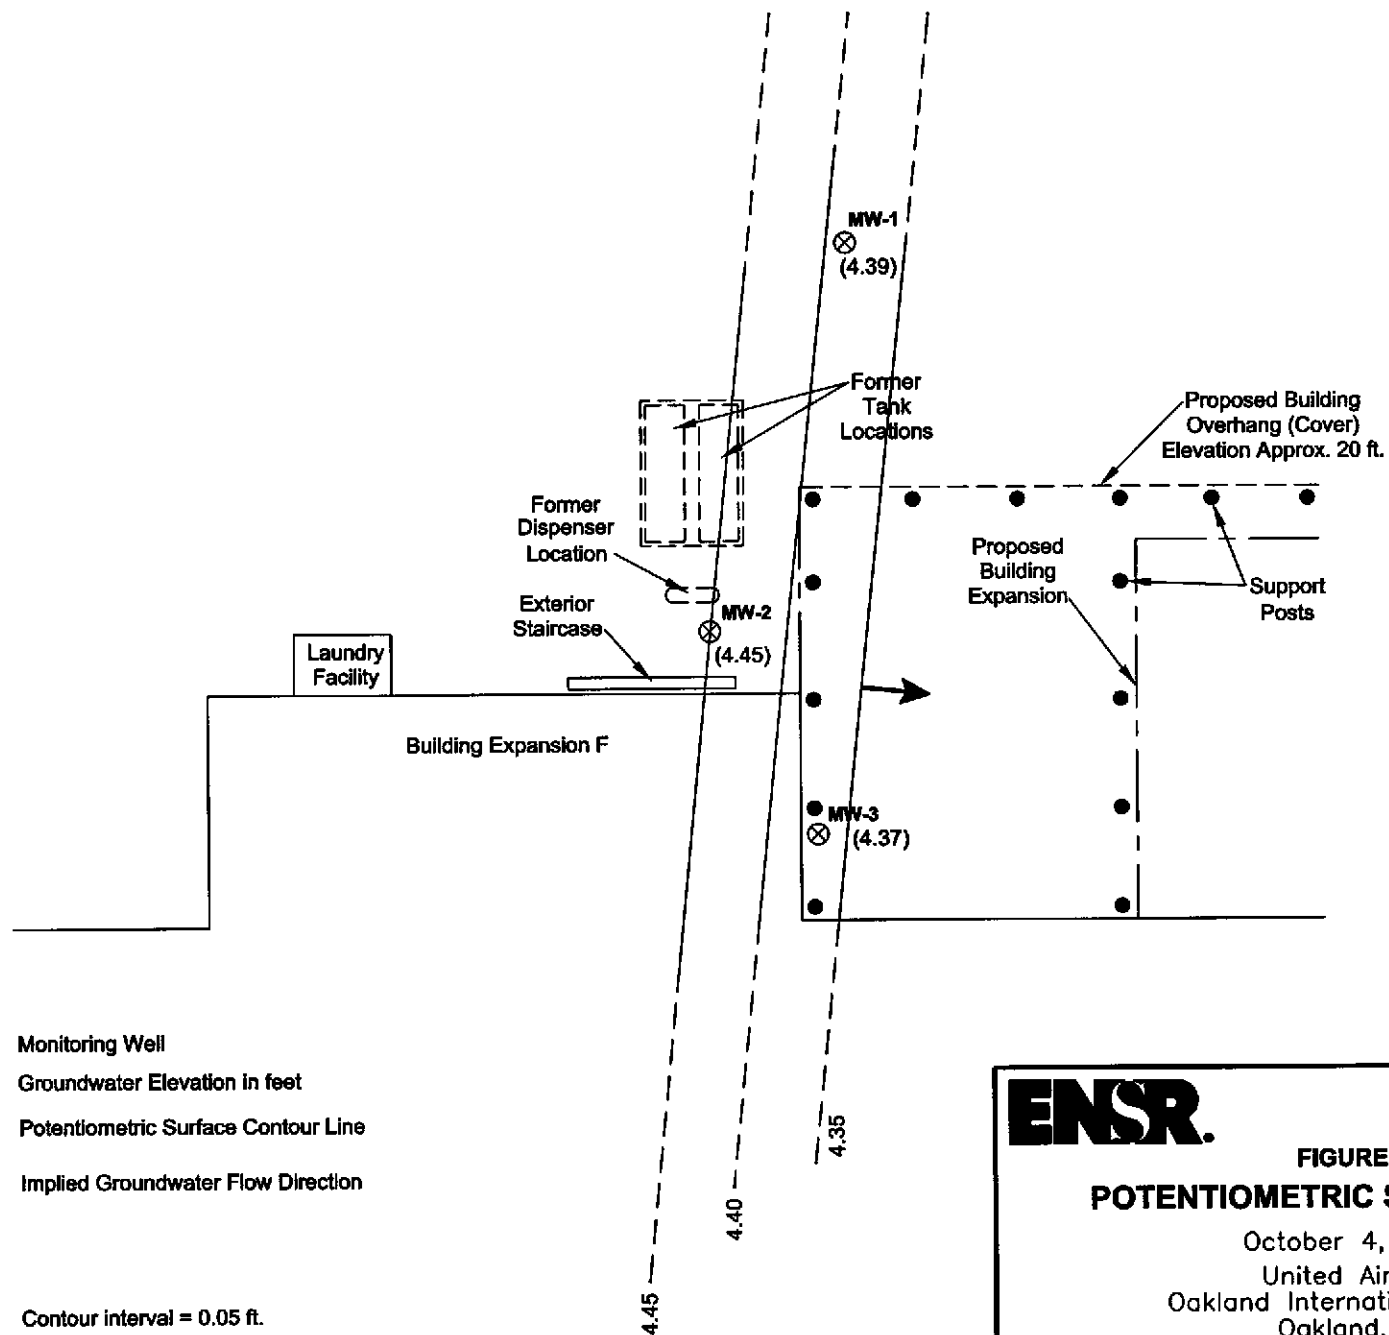 MW-1
(4.39)
Former
Tank
Locations
Proposed Building
Overhang (Cover)
Elevation Approx. 20 ft.
Former
Dispenser
Location
Proposed
Building
Expansion
Support
Posts
Exterior
Staircase
MW-2
(4.45)
Laundry
Facility
Building Expansion F
MW-3
(4.37)
Monitoring Well
Groundwater Elevation in feet
Potentiometric Surface Contour Line
Implied Groundwater Flow Direction
Contour interval = 0.05 ft.
4.45
4.40
4.35
ENSR.
FIGURE
POTENTIOMETRIC S
October 4,
United Air
Oakland Internati
Oakland,